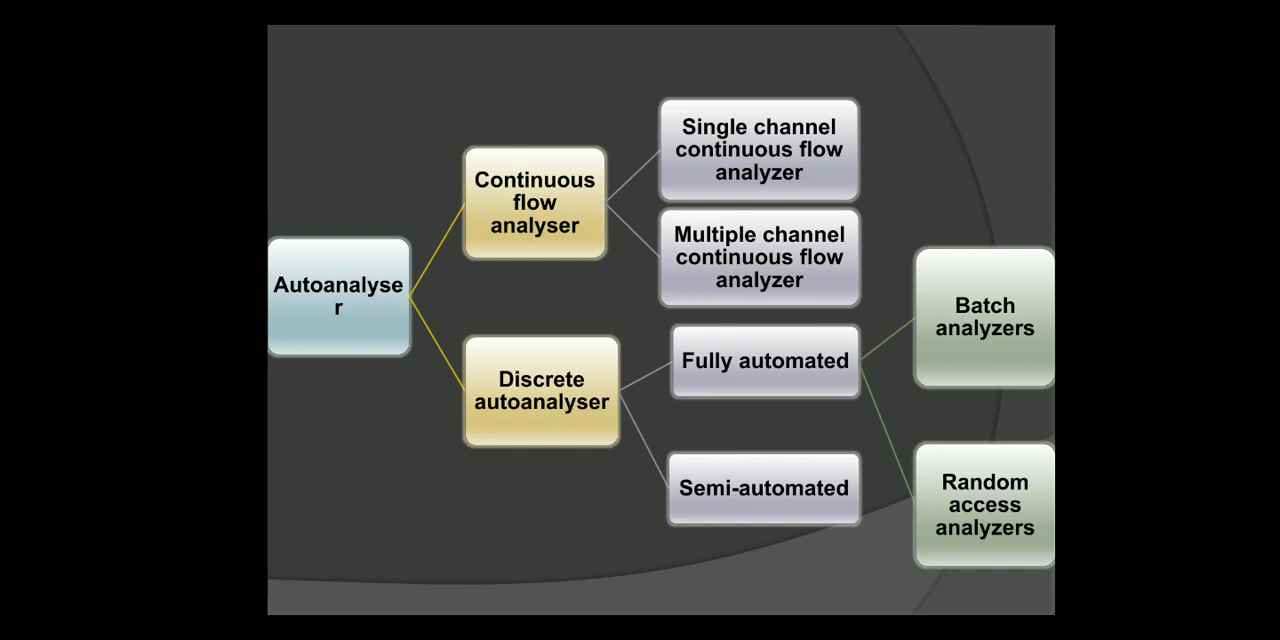 Autoanalyse
r
Continuous
flow
analyser
Discrete
autoanalyser
Single channel
continuous flow
analyzer
Multiple channel
continuous flow
analyzer
Fully automated
Semi-automated
Batch
analyzers
Random
access
analyzers